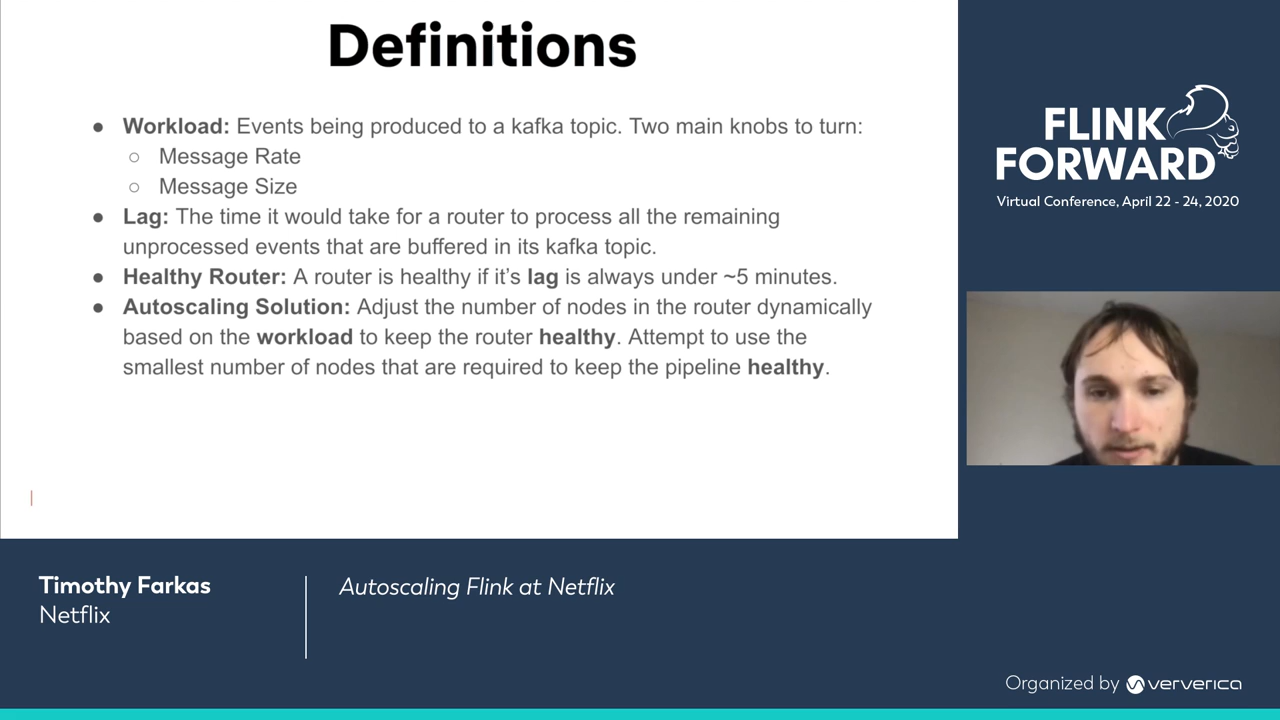 Definitions
● Workload: Events being produced to a kafka topic. Two main knobs to turn:
○ Message Rate
○ Message Size
● Lag: The time it would take for a router to process all the remaining
unprocessed events that are buffered in its kafka topic.
● Healthy Router: A router is healthy if it's lag is always under ~5 minutes.
● Autoscaling Solution: Adjust the number of nodes in the router dynamically
based on the workload to keep the router healthy. Attempt to use the
smallest number of nodes that are required to keep the pipeline healthy.
FLINK
FORWARD
Virtual Conference, April 22 - 24, 2020
Timothy Farkas
Netflix
Autoscaling Flink at Netflix
Organized by ververica